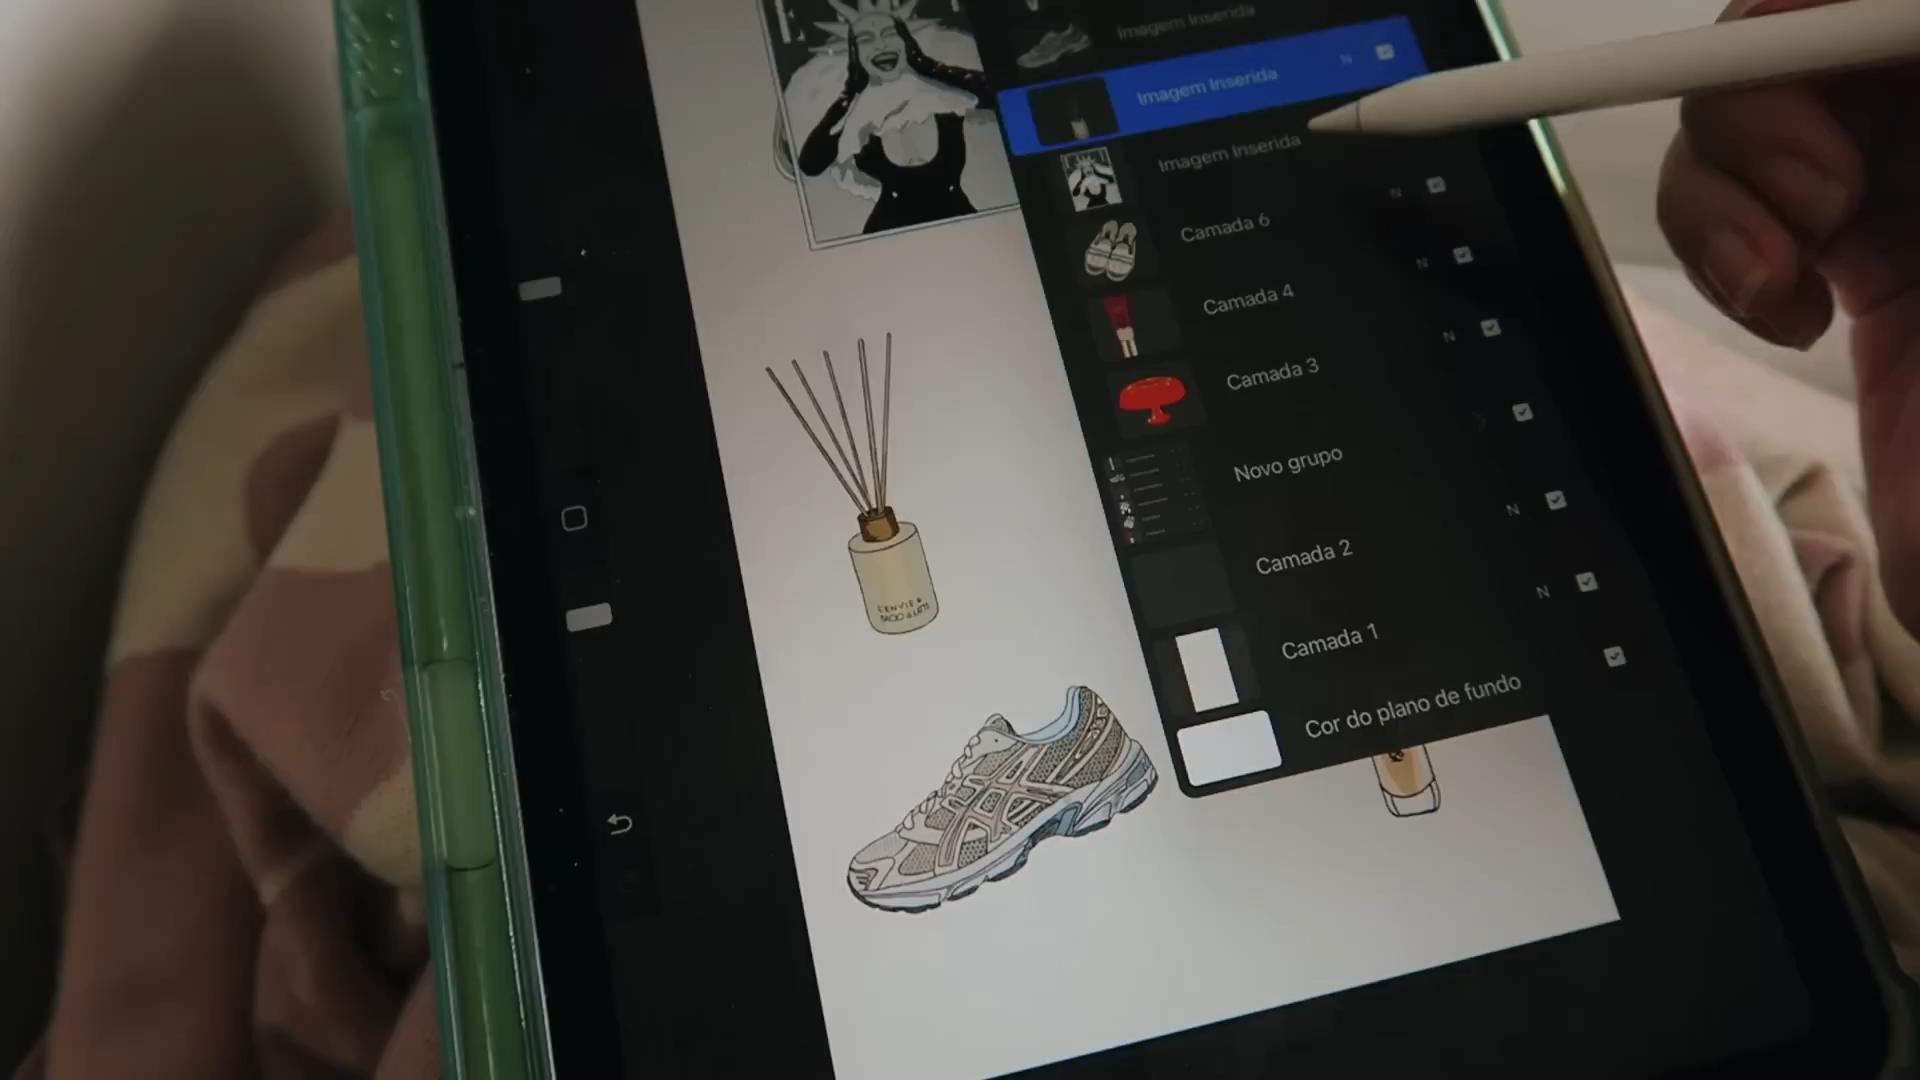 Imagem Inserida
Imagem Inserida
N
Imagem Inserida
N
Camada 6
N
Camada 4
N
Camada 3
Novo grupo
N
Camada 2
N
Camada 1
Cor do plano de fundo
L'ENVIE